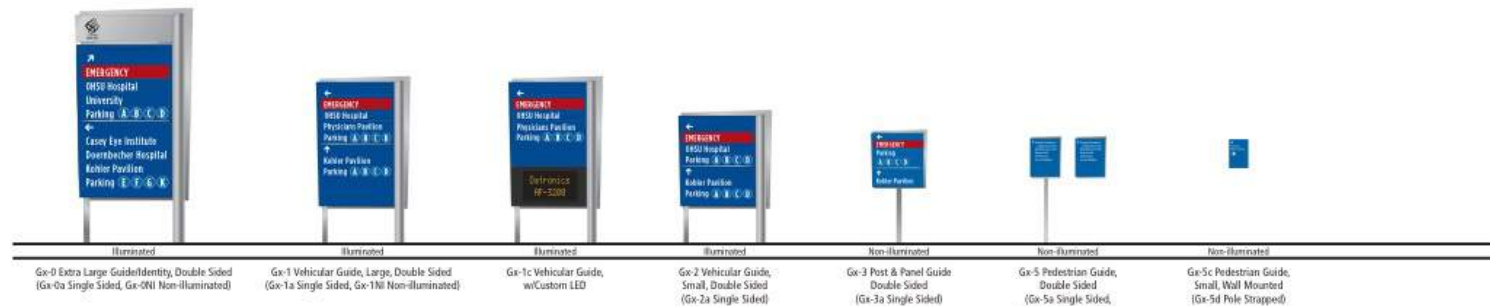 ↗
EMERGENCY
OHSU Hospital
University
Parking A B C D
←
Casey Eye Institute
Doernbecher Hospital
Kohler Pavilion
Parking E F G K
←
EMERGENCY
OHSU Hospital
Physicians Pavilion
Parking A B C D
↑
Kohler Pavilion
Parking A B C D
←
EMERGENCY
OHSU Hospital
Physicians Pavilion
Parking A B C D
Detronics
AF-3200
←
EMERGENCY
OHSU Hospital
Parking A B C D
↑
Kohler Pavilion
Parking A B C D
←
EMERGENCY
Parking
A B C D
↑
Kohler Pavilion
Illuminated
Illuminated
Illuminated
Illuminated
Non-illuminated
Non-illuminated
Non-illuminated
Gx-0 Extra Large Guide/Identity, Double Sided
(Gx-0a Single Sided, Gx-0NI Non-illuminated)
Gx-1 Vehicular Guide, Large, Double Sided
(Gx-1a Single Sided, Gx-1NI Non-illuminated)
Gx-1c Vehicular Guide,
w/Custom LED
Gx-2 Vehicular Guide,
Small, Double Sided
(Gx-2a Single Sided)
Gx-3 Post & Panel Guide
Double Sided
(Gx-3a Single Sided)
Gx-5 Pedestrian Guide,
Double Sided
(Gx-5a Single Sided,
Gx-5c Pedestrian Guide,
Small, Wall Mounted
(Gx-5d Pole Strapped)